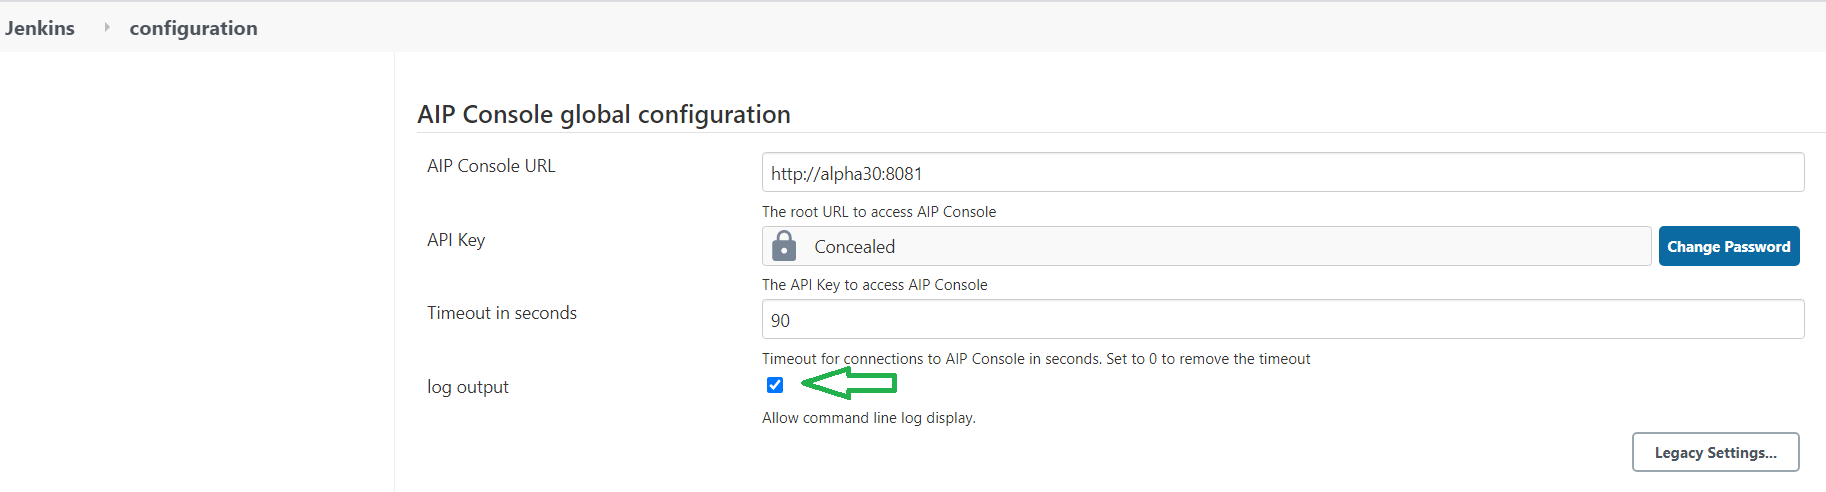 Jenkins configuration
AIP Console global configuration
AIP Console URL
http://alpha30:8081
The root URL to access AIP Console
API Key
Concealed
Change Password
The API Key to access AIP Console
Timeout in seconds
90
Timeout for connections to AIP Console in seconds. Set to 0 to remove the timeout
log output
Allow command line log display.
Legacy Settings...